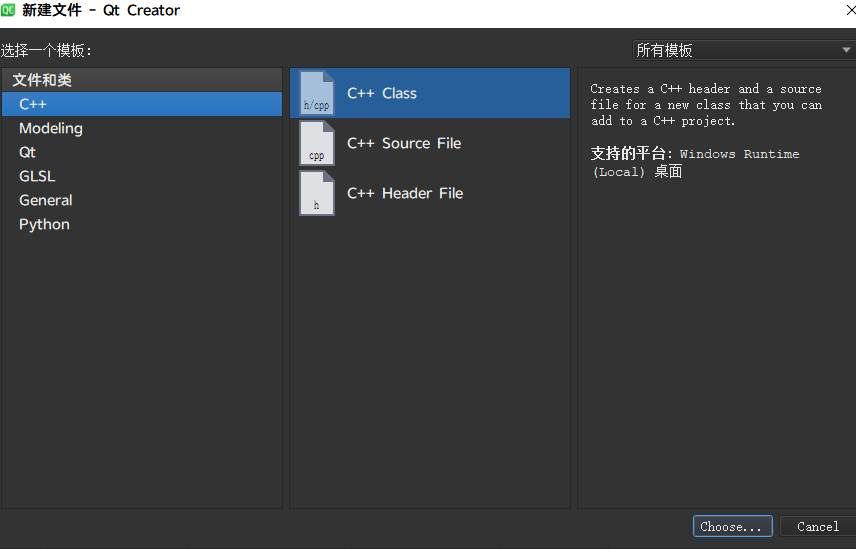 QC 新建文件 - Qt Creator
选择一个模板:
所有模板
文件和类
C++
Modeling
Qt
GLSL
General
Python
h/cpp
C++ Class
cpp
C++ Source File
h
C++ Header File
Creates a C++ header and a source
file for a new class that you can
add to a C++ project.
支持的平台: Windows Runtime
(Local) 桌面
Choose...
Cancel